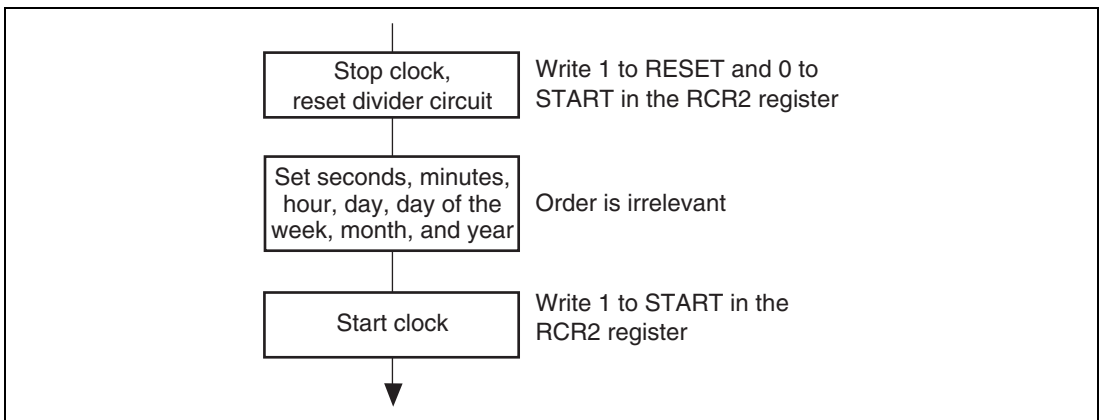 Stop clock,
reset divider circuit
Write 1 to RESET and 0 to
START in the RCR2 register
Set seconds, minutes,
hour, day, day of the
week, month, and year
Order is irrelevant
Start clock
Write 1 to START in the
RCR2 register